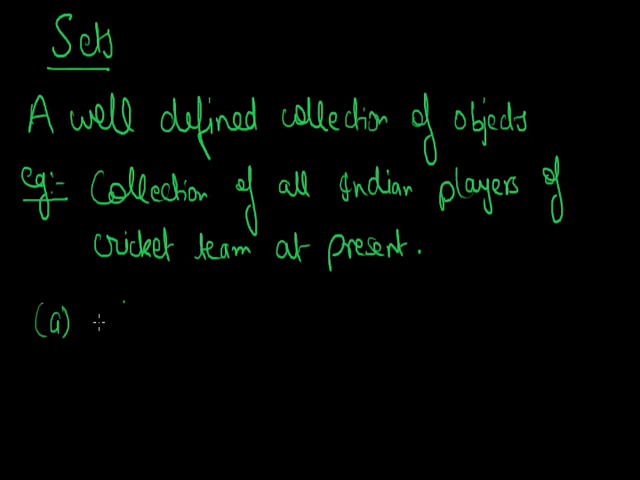 Sets
A well defined collection of objects
eg:- Collection of all Indian players of
cricket team at present.
(a)